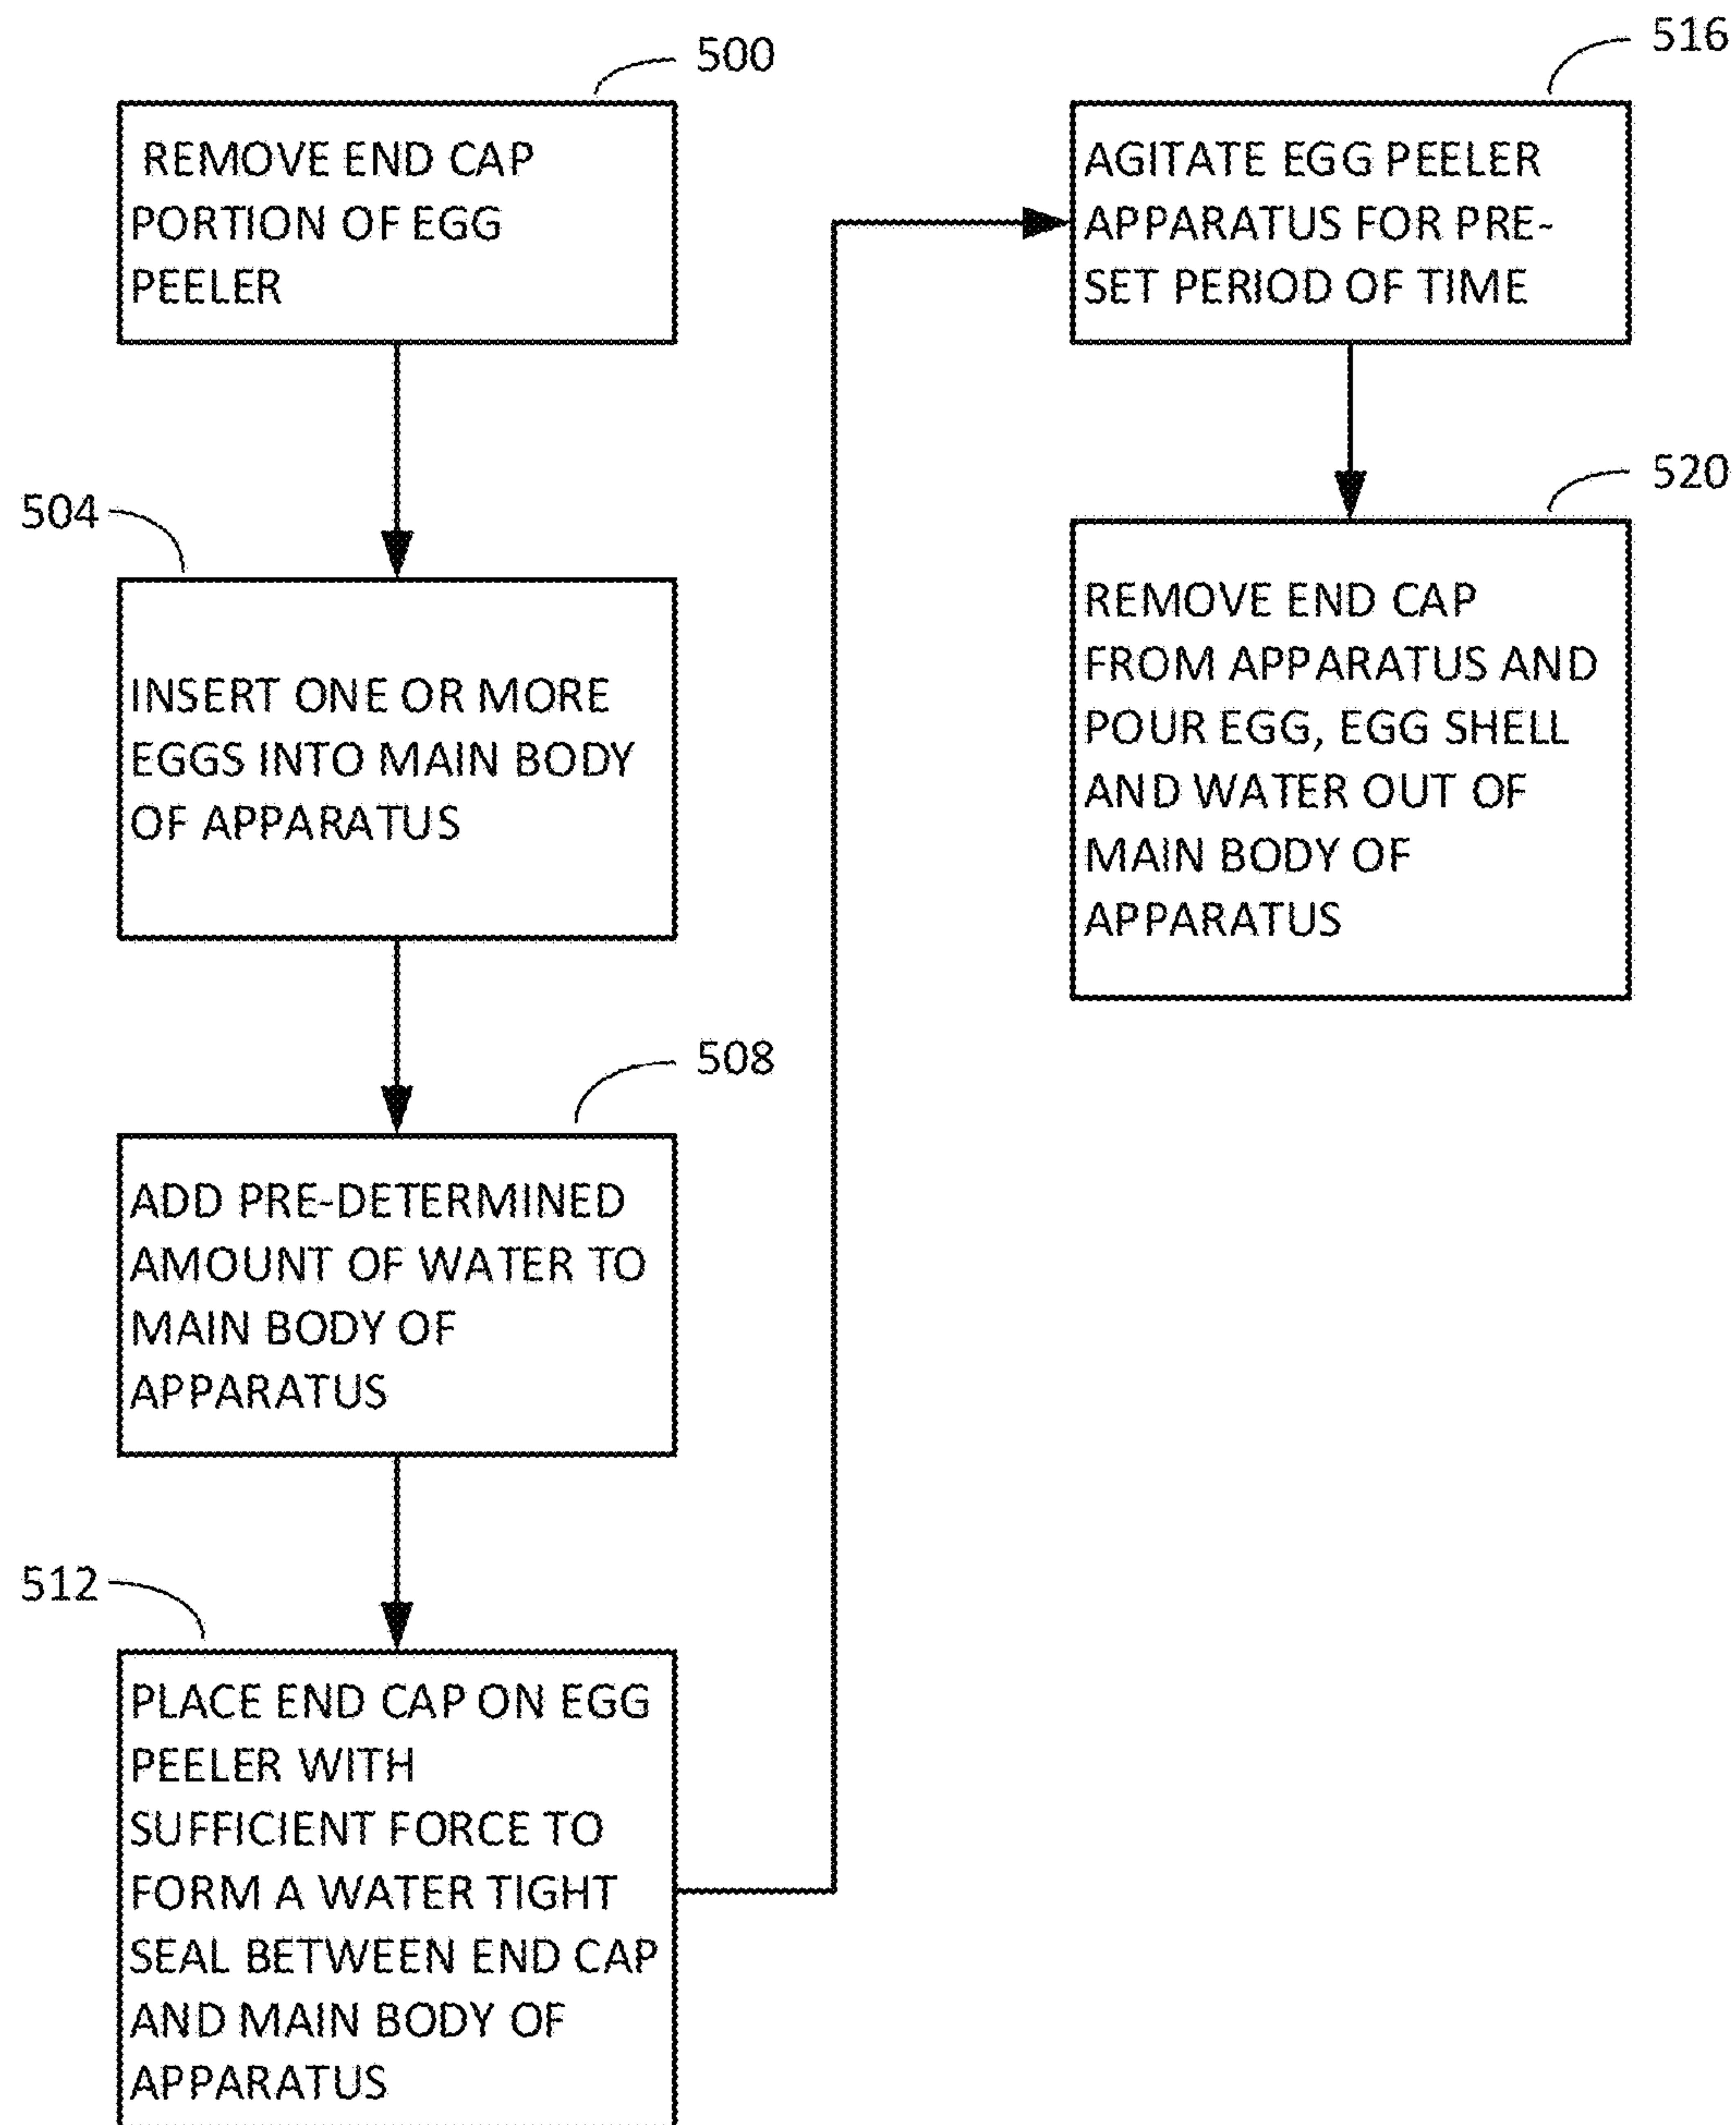 500
REMOVE END CAP
PORTION OF EGG
PEELER
504
INSERT ONE OR MORE
EGGS INTO MAIN BODY
OF APPARATUS
508
ADD PRE-DETERMINED
AMOUNT OF WATER TO
MAIN BODY OF
APPARATUS
512
PLACE END CAP ON EGG
PEELER WITH
SUFFICIENT FORCE TO
FORM A WATER TIGHT
SEAL BETWEEN END CAP
AND MAIN BODY OF
APPARATUS
516
AGITATE EGG PEELER
APPARATUS FOR PRE-
SET PERIOD OF TIME
520
REMOVE END CAP
FROM APPARATUS AND
POUR EGG, EGG SHELL
AND WATER OUT OF
MAIN BODY OF
APPARATUS